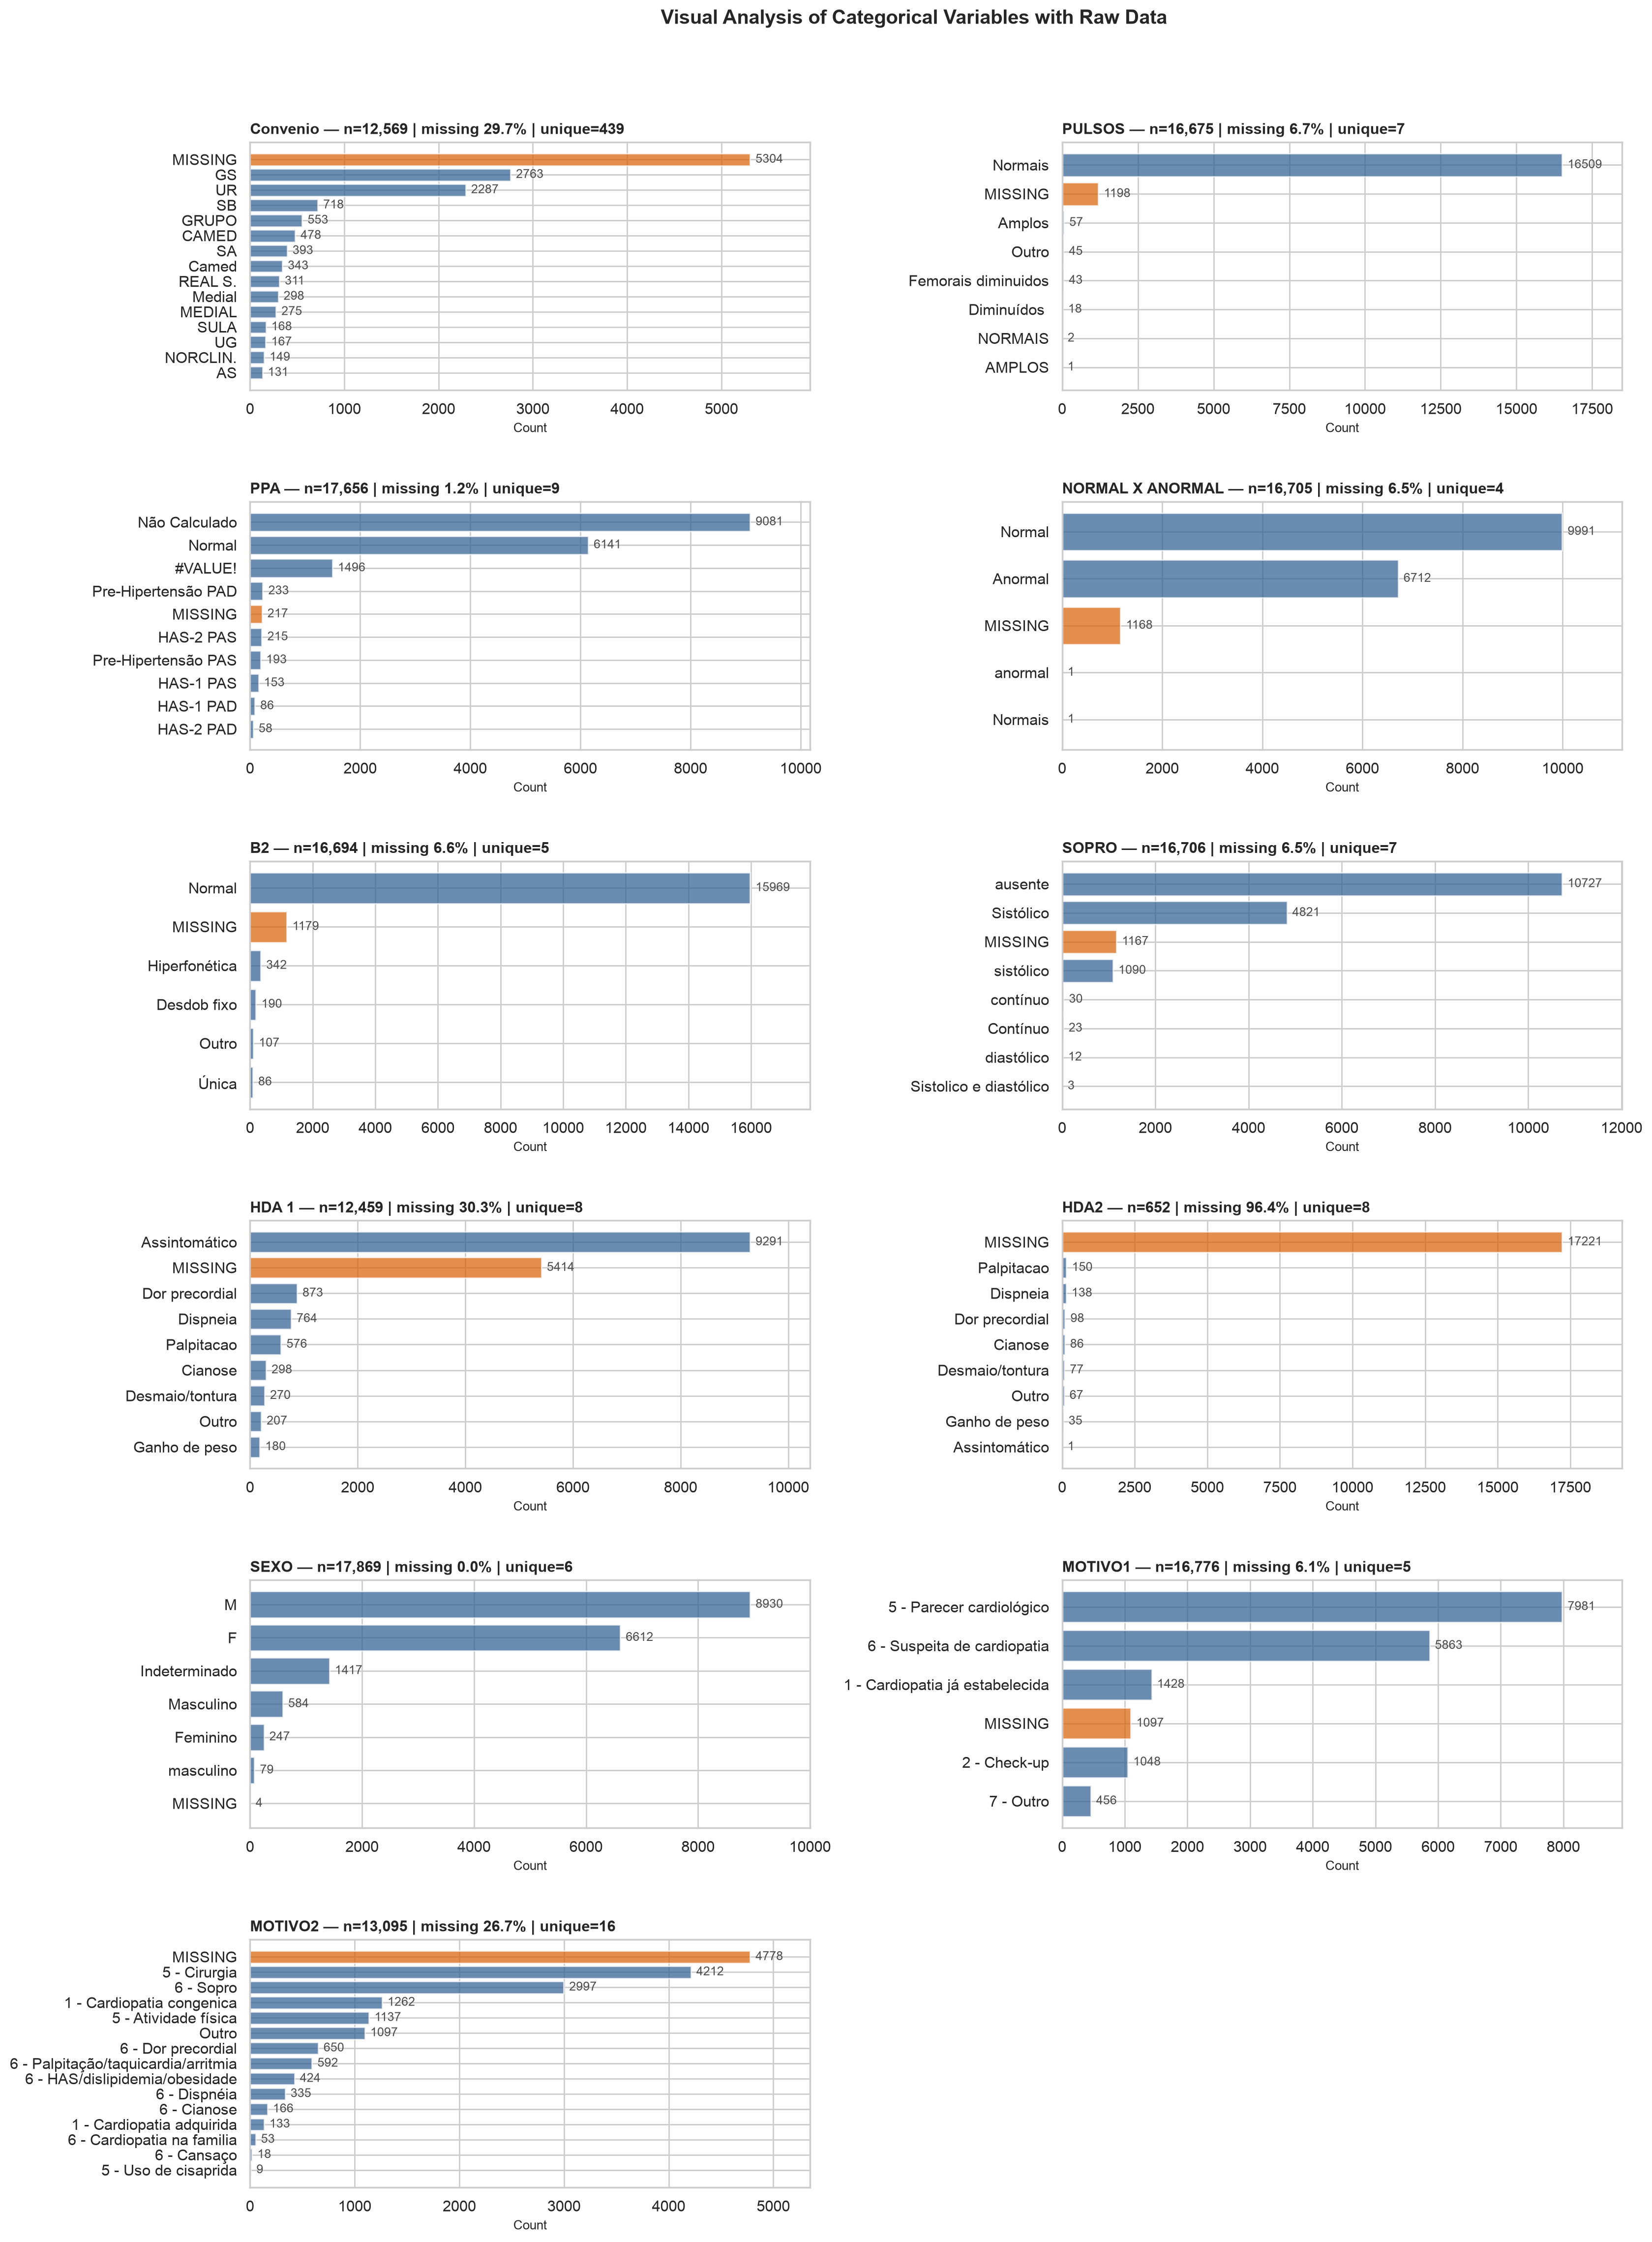 Visual Analysis of Categorical Variables with Raw Data
Convenio — n=12,569 | missing 29.7% | unique=439
MISSING 5304
GS 2763
UR 2287
SB 718
GRUPO 553
CAMED 478
SA 393
Camed 343
REAL S. 311
Medial 298
MEDIAL 275
SULA 168
UG 167
NORCLIN. 149
AS 131
0 1000 2000 3000 4000 5000
Count
PULSOS — n=16,675 | missing 6.7% | unique=7
Normais 16509
MISSING 1198
Amplos 57
Outro 45
Femorais diminuidos 43
Diminuídos 18
NORMAIS 2
AMPLOS 1
0 2500 5000 7500 10000 12500 15000 17500
Count
PPA — n=17,656 | missing 1.2% | unique=9
Não Calculado 9081
Normal 6141
#VALUE! 1496
Pre-Hipertensão PAD 233
MISSING 217
HAS-2 PAS 215
Pre-Hipertensão PAS 193
HAS-1 PAS 153
HAS-1 PAD 86
HAS-2 PAD 58
0 2000 4000 6000 8000 10000
Count
NORMAL X ANORMAL — n=16,705 | missing 6.5% | unique=4
Normal 9991
Anormal 6712
MISSING 1168
anormal 1
Normais 1
0 2000 4000 6000 8000 10000
Count
B2 — n=16,694 | missing 6.6% | unique=5
Normal 15969
MISSING 1179
Hiperfonética 342
Desdob fixo 190
Outro 107
Única 86
0 2000 4000 6000 8000 10000 12000 14000 16000
Count
SOPRO — n=16,706 | missing 6.5% | unique=7
ausente 10727
Sistólico 4821
MISSING 1167
sistólico 1090
contínuo 30
Contínuo 23
diastólico 12
Sistolico e diastólico 3
0 2000 4000 6000 8000 10000 12000
Count
HDA 1 — n=12,459 | missing 30.3% | unique=8
Assintomático 9291
MISSING 5414
Dor precordial 873
Dispneia 764
Palpitacao 576
Cianose 298
Desmaio/tontura 270
Outro 207
Ganho de peso 180
0 2000 4000 6000 8000 10000
Count
HDA2 — n=652 | missing 96.4% | unique=8
MISSING 17221
Palpitacao 150
Dispneia 138
Dor precordial 98
Cianose 86
Desmaio/tontura 77
Outro 67
Ganho de peso 35
Assintomático 1
0 2500 5000 7500 10000 12500 15000 17500
Count
SEXO — n=17,869 | missing 0.0% | unique=6
M 8930
F 6612
Indeterminado 1417
Masculino 584
Feminino 247
masculino 79
MISSING 4
0 2000 4000 6000 8000 10000
Count
MOTIVO1 — n=16,776 | missing 6.1% | unique=5
5 - Parecer cardiológico 7981
6 - Suspeita de cardiopatia 5863
1 - Cardiopatia já estabelecida 1428
MISSING 1097
2 - Check-up 1048
7 - Outro 456
0 1000 2000 3000 4000 5000 6000 7000 8000
Count
MOTIVO2 — n=13,095 | missing 26.7% | unique=16
MISSING 4778
5 - Cirurgia 4212
6 - Sopro 2997
1 - Cardiopatia congenica 1262
5 - Atividade física 1137
Outro 1097
6 - Dor precordial 650
6 - Palpitação/taquicardia/arritmia 592
6 - HAS/dislipidemia/obesidade 424
6 - Dispnéia 335
6 - Cianose 166
1 - Cardiopatia adquirida 133
6 - Cardiopatia na familia 53
6 - Cansaço 18
5 - Uso de cisaprida 9
0 1000 2000 3000 4000 5000
Count